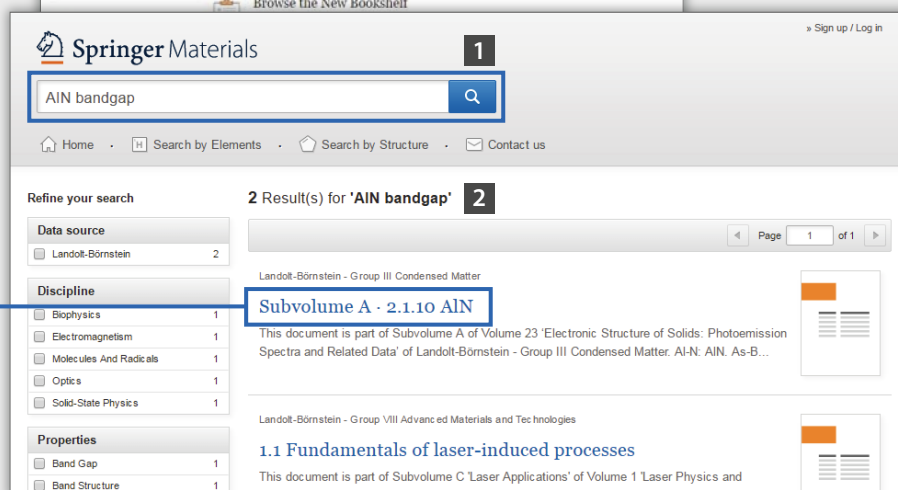 Browse the New Bookshelf
» Sign up / Log in
Springer Materials
1
AlN bandgap
Home · H Search by Elements · Search by Structure · Contact us
Refine your search
2 Result(s) for 'AlN bandgap'
2
Data source
Landolt-Börnstein 2
Page 1 of 1
Discipline
Biophysics 1
Electromagnetism 1
Molecules And Radicals 1
Optics 1
Solid-State Physics 1
Properties
Band Gap 1
Band Structure 1
Landolt-Börnstein - Group III Condensed Matter
Subvolume A · 2.1.10 AlN
This document is part of Subvolume A of Volume 23 'Electronic Structure of Solids: Photoemission
Spectra and Related Data' of Landolt-Börnstein - Group III Condensed Matter. Al-N: AlN. As-B...
Landolt-Börnstein - Group VIII Advanced Materials and Technologies
1.1 Fundamentals of laser-induced processes
This document is part of Subvolume C 'Laser Applications' of Volume 1 'Laser Physics and